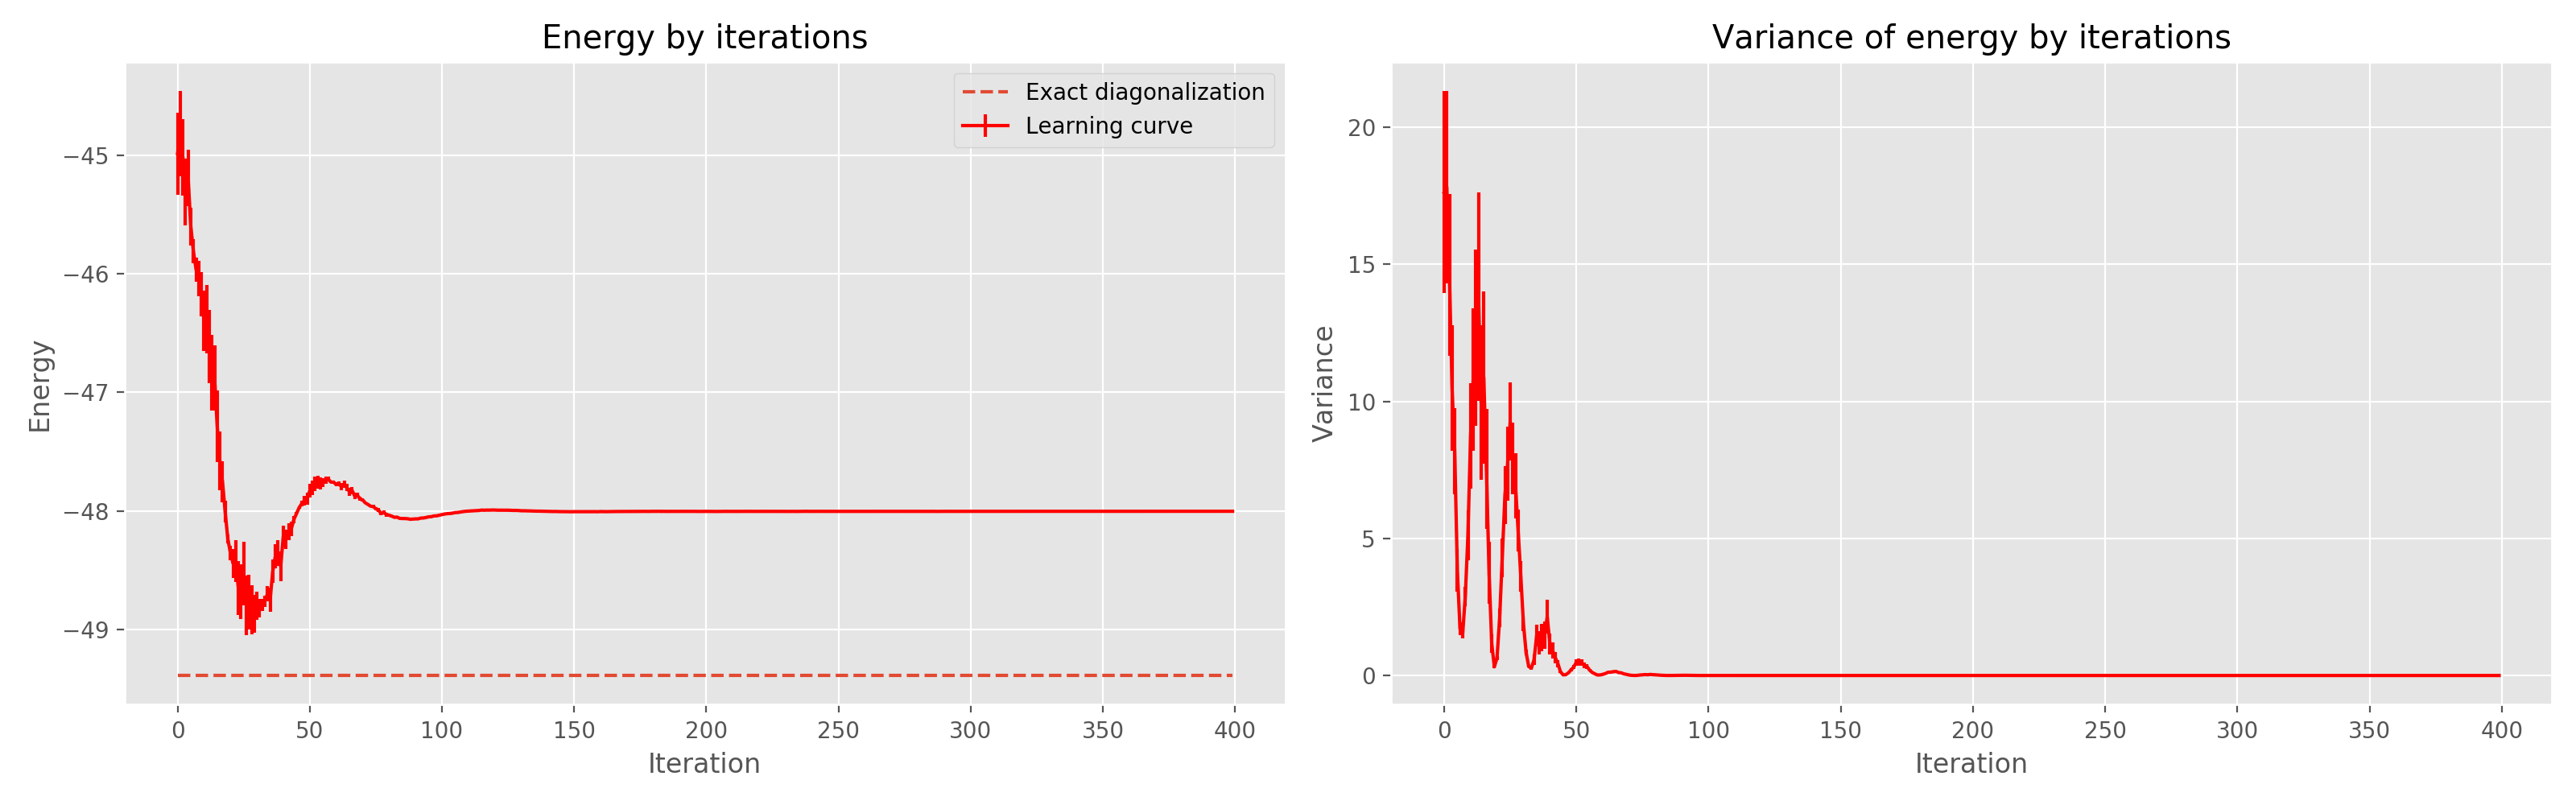 Energy by iterations
Exact diagonalization
Learning curve
−45
−46
−47
−48
−49
Energy
0 50 100 150 200 250 300 350 400
Iteration
Variance of energy by iterations
20
15
10
5
0
Variance
0 50 100 150 200 250 300 350 400
Iteration